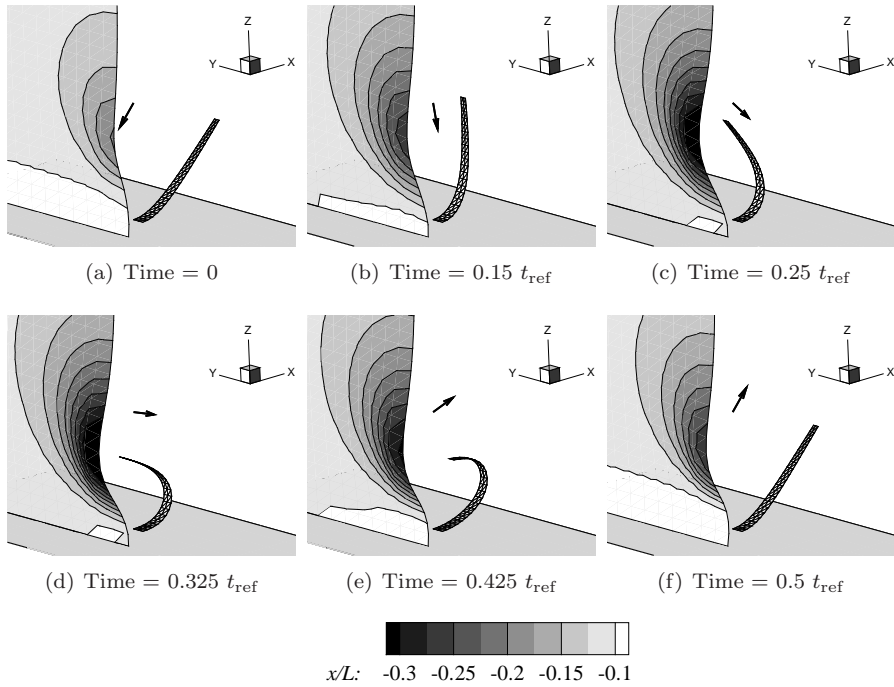 Z
Y
X
Z
Y
X
Z
Y
X
(a) Time = 0
(b) Time = 0.15 t_ref
(c) Time = 0.25 t_ref
Z
Y
X
Z
Y
X
Z
Y
X
(d) Time = 0.325 t_ref
(e) Time = 0.425 t_ref
(f) Time = 0.5 t_ref
x/L: -0.3 -0.25 -0.2 -0.15 -0.1